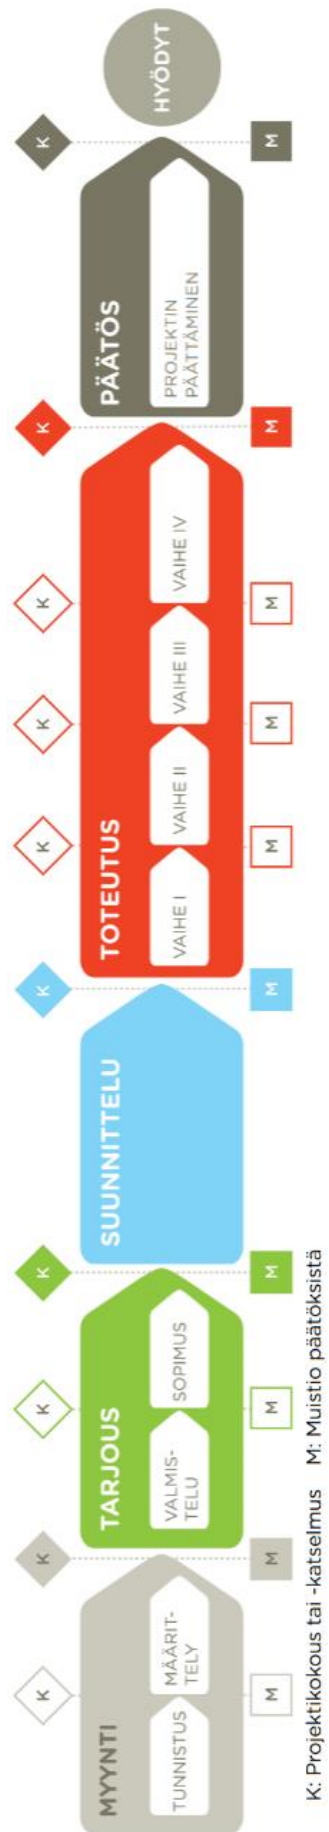 K K K K K K K K K K
MYYNTI
TUNNISTUS
MÄÄRIT-
TELY
TARJOUS
VALMIS-
TELU
SOPIMUS
SUUNNITTELU
TOTEUTUS
VAIHE I
VAIHE II
VAIHE III
VAIHE IV
PÄÄTÖS
PROJEKTIN
PÄÄTTÄMINEN
HYÖDYT
M M M M M M M M M M
K: Projektikokous tai -katselmus M: Muistio päätöksistä